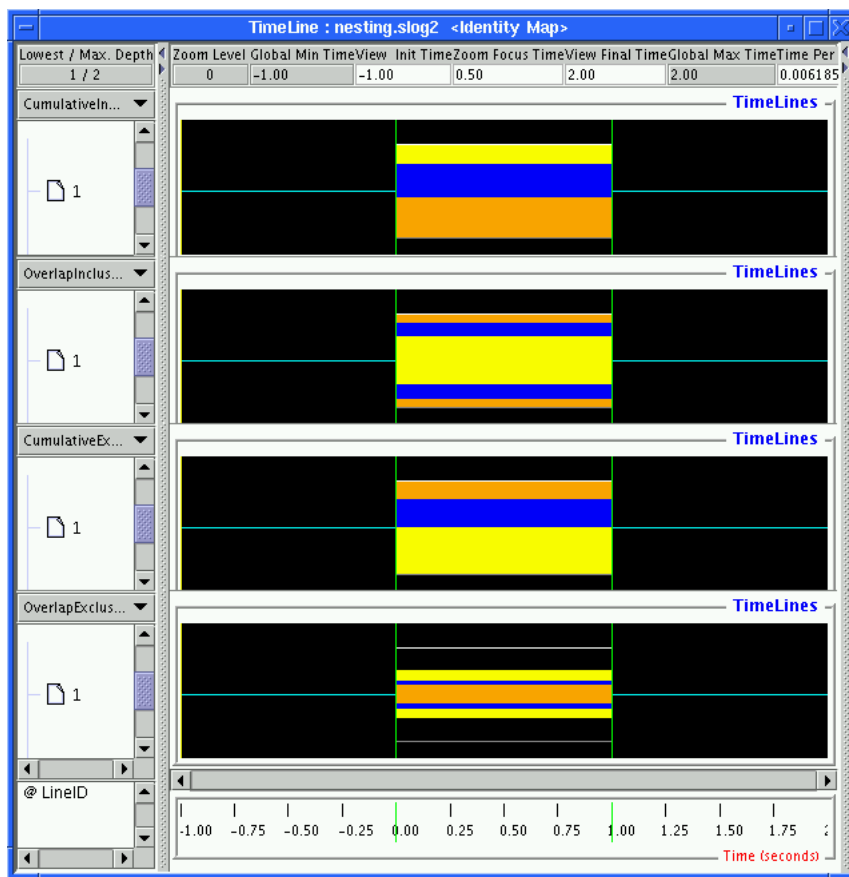 TimeLine : nesting.slog2 <Identity Map>
Lowest / Max. Depth
1 / 2
Zoom Level Global Min Time View Init Time Zoom Focus Time View Final Time Global Max Time Time Per
0 -1.00 -1.00 0.50 2.00 2.00 0.006185
CumulativeIn...
TimeLines
1
OverlapInclus...
TimeLines
1
CumulativeEx...
TimeLines
1
OverlapExclus...
TimeLines
1
@ LineID
-1.00 -0.75 -0.50 -0.25 0.00 0.25 0.50 0.75 1.00 1.25 1.50 1.75
Time (seconds)